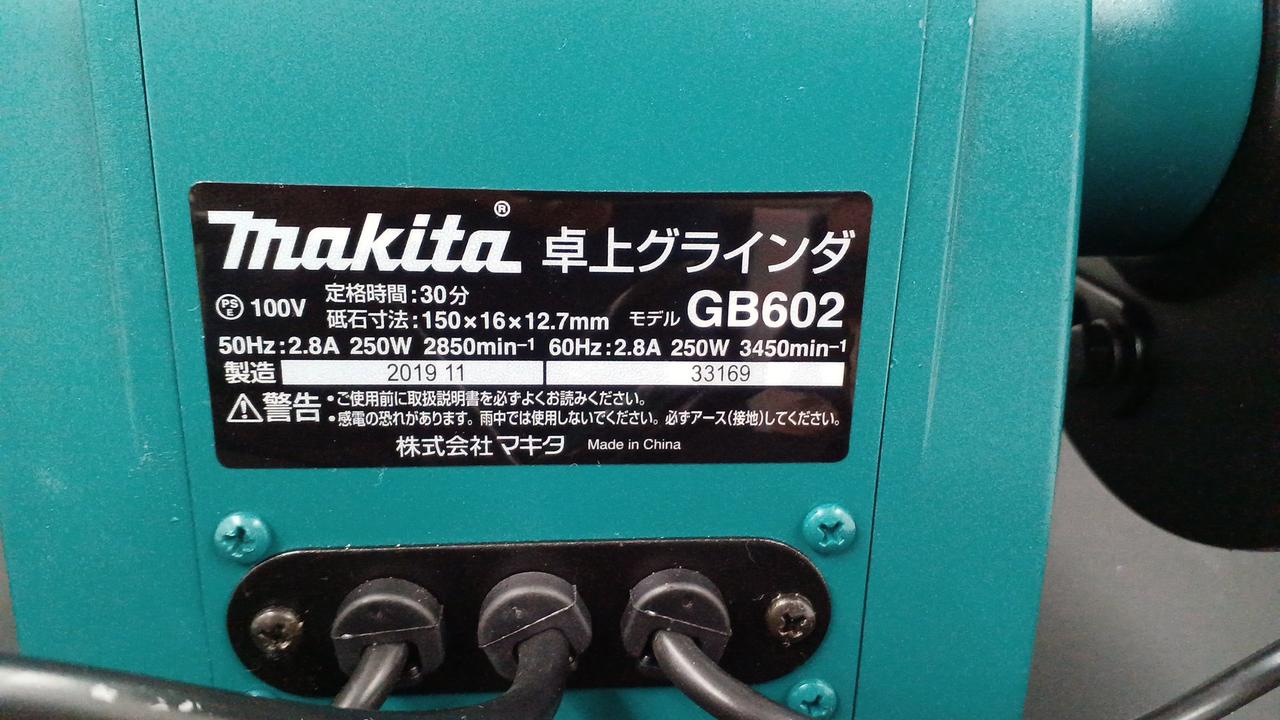 makita® 卓上グラインダ
PSE 100V 定格時間:30分
砥石寸法:150×16×12.7mm モデル GB602
50Hz:2.8A 250W 2850min⁻¹ 60Hz:2.8A 250W 3450min⁻¹
製造 2019 11 33169
⚠警告 •ご使用前に取扱説明書を必ずよくお読みください。
•感電の恐れがあります。雨中では使用しないでください。必ずアース(接地)してください。
株式会社マキタ Made in China